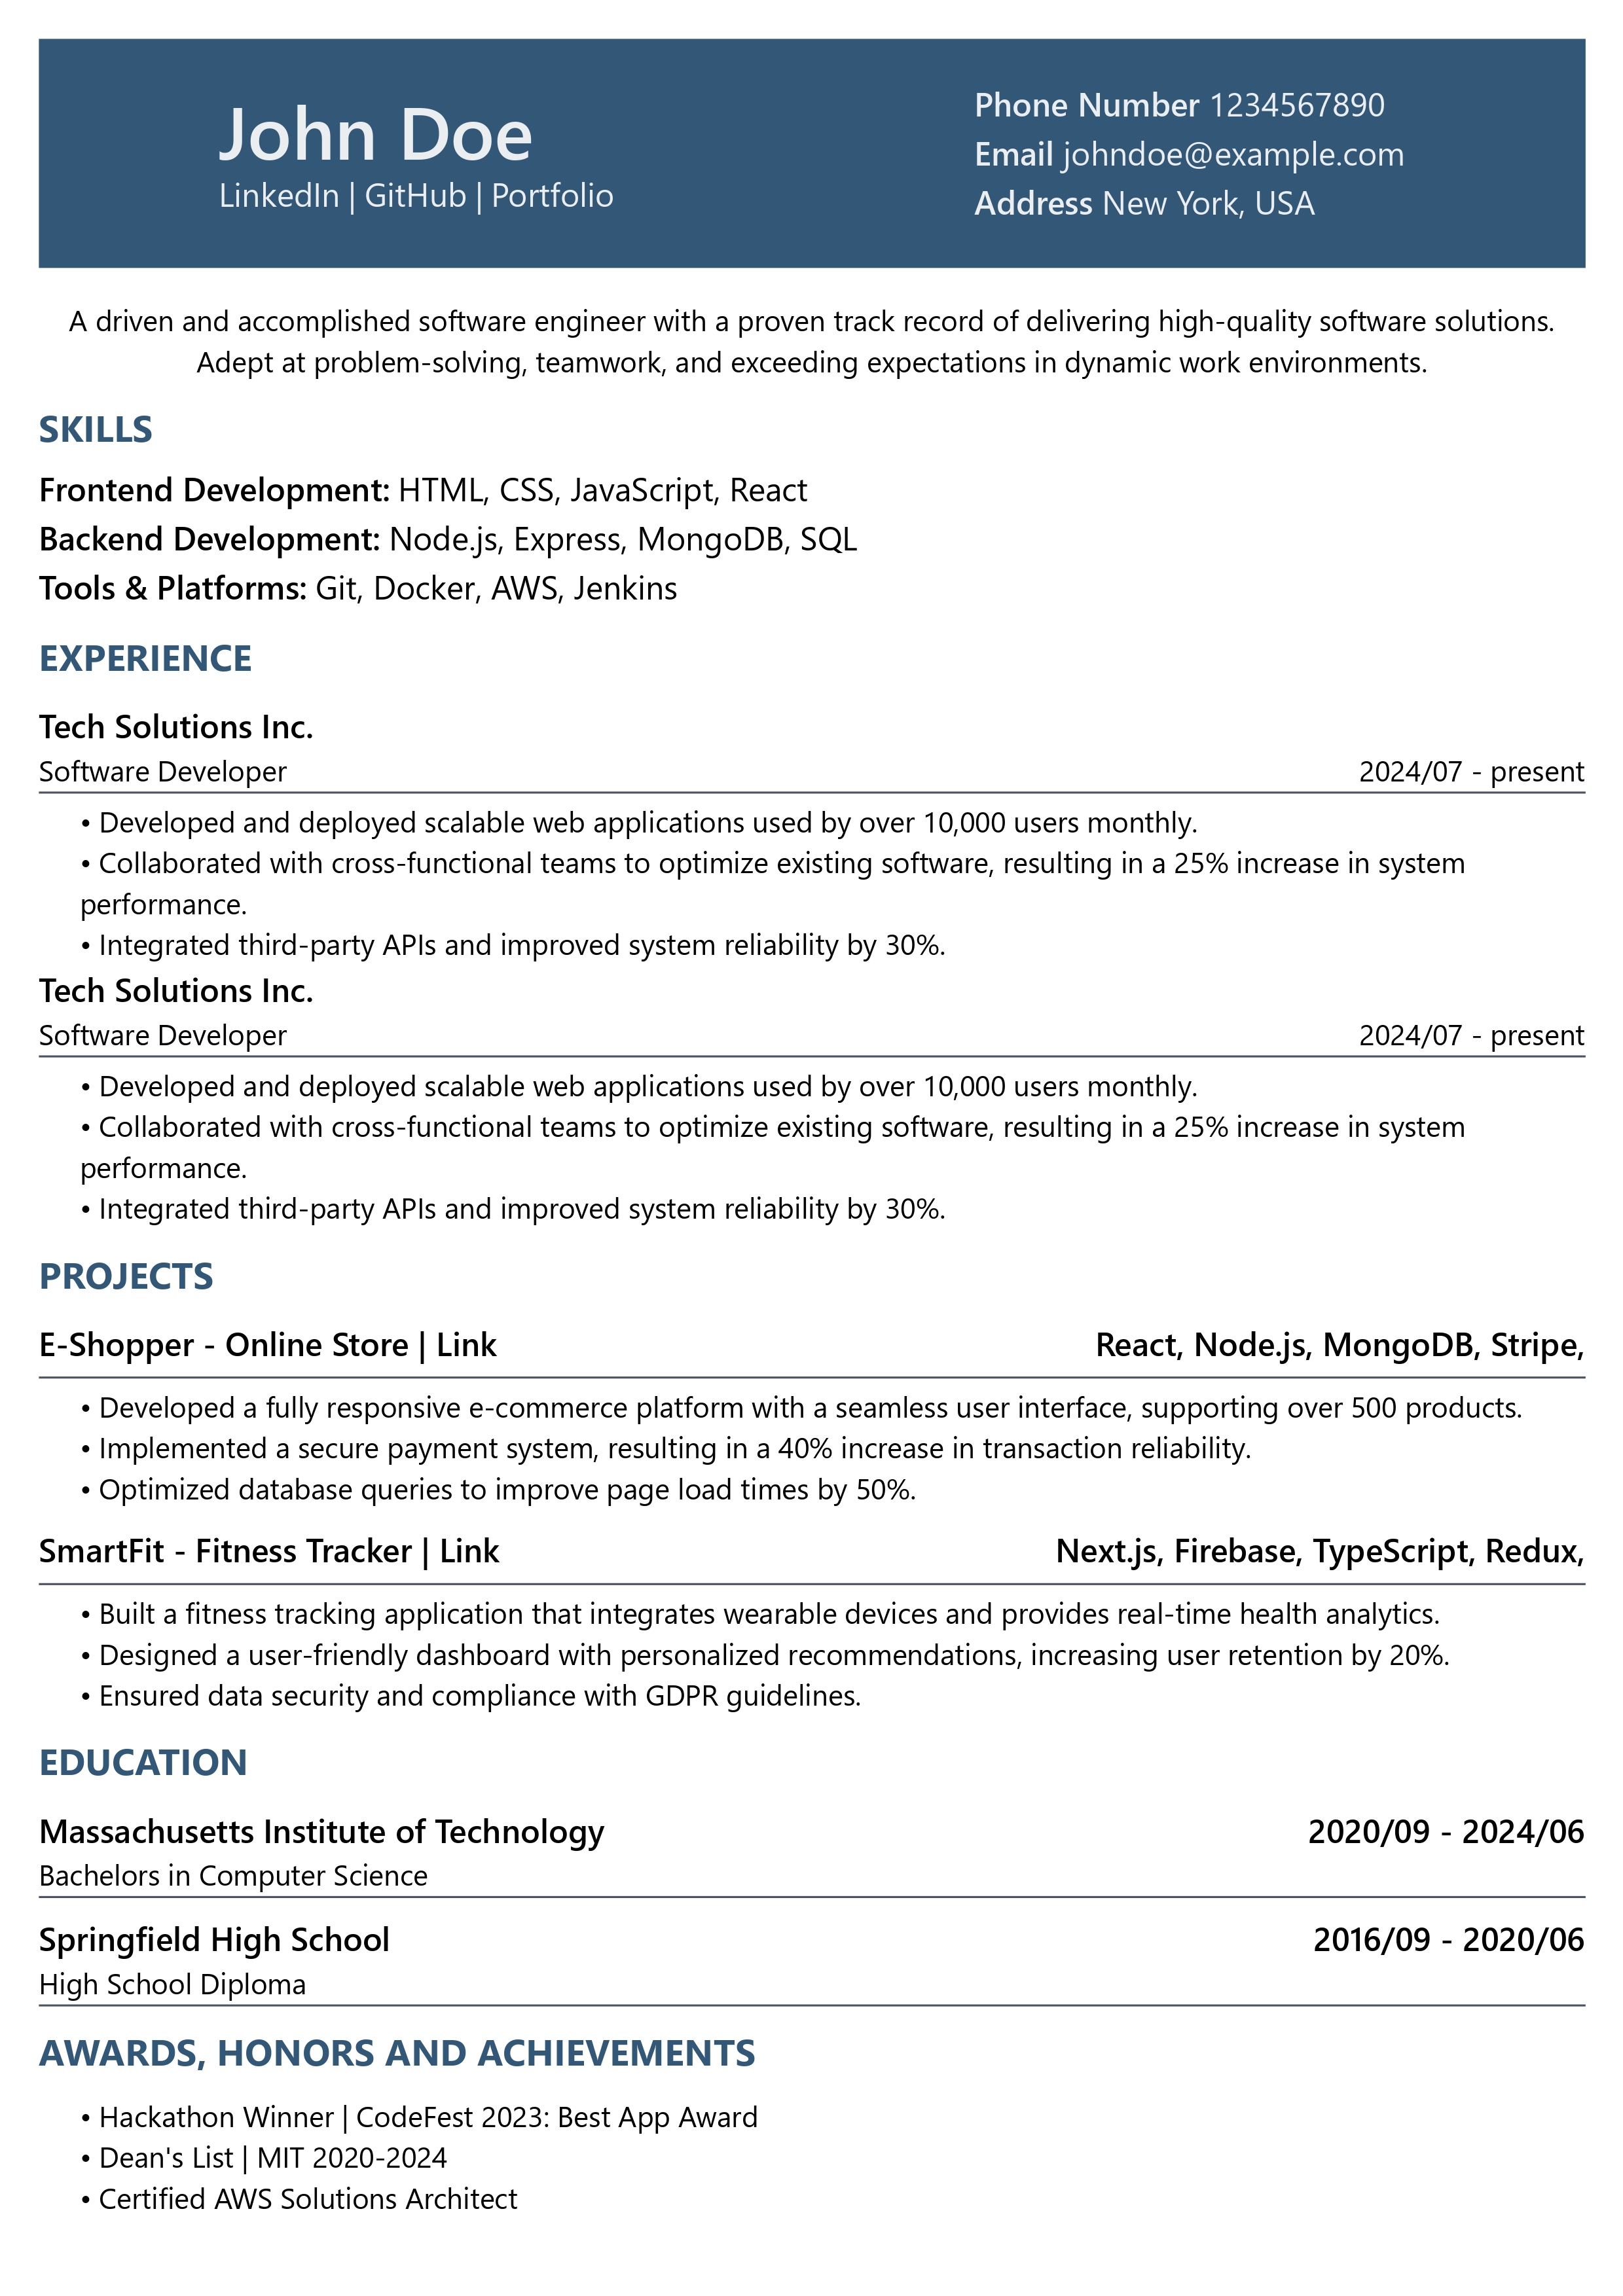 John Doe
LinkedIn | GitHub | Portfolio
Phone Number 1234567890
Email johndoe@example.com
Address New York, USA
A driven and accomplished software engineer with a proven track record of delivering high-quality software solutions.
Adept at problem-solving, teamwork, and exceeding expectations in dynamic work environments.
SKILLS
Frontend Development: HTML, CSS, JavaScript, React
Backend Development: Node.js, Express, MongoDB, SQL
Tools & Platforms: Git, Docker, AWS, Jenkins
EXPERIENCE
Tech Solutions Inc.
Software Developer 2024/07 - present
• Developed and deployed scalable web applications used by over 10,000 users monthly.
• Collaborated with cross-functional teams to optimize existing software, resulting in a 25% increase in system
performance.
• Integrated third-party APIs and improved system reliability by 30%.
Tech Solutions Inc.
Software Developer 2024/07 - present
• Developed and deployed scalable web applications used by over 10,000 users monthly.
• Collaborated with cross-functional teams to optimize existing software, resulting in a 25% increase in system
performance.
• Integrated third-party APIs and improved system reliability by 30%.
PROJECTS
E-Shopper - Online Store | Link React, Node.js, MongoDB, Stripe,
• Developed a fully responsive e-commerce platform with a seamless user interface, supporting over 500 products.
• Implemented a secure payment system, resulting in a 40% increase in transaction reliability.
• Optimized database queries to improve page load times by 50%.
SmartFit - Fitness Tracker | Link Next.js, Firebase, TypeScript, Redux,
• Built a fitness tracking application that integrates wearable devices and provides real-time health analytics.
• Designed a user-friendly dashboard with personalized recommendations, increasing user retention by 20%.
• Ensured data security and compliance with GDPR guidelines.
EDUCATION
Massachusetts Institute of Technology 2020/09 - 2024/06
Bachelors in Computer Science
Springfield High School 2016/09 - 2020/06
High School Diploma
AWARDS, HONORS AND ACHIEVEMENTS
• Hackathon Winner | CodeFest 2023: Best App Award
• Dean's List | MIT 2020-2024
• Certified AWS Solutions Architect